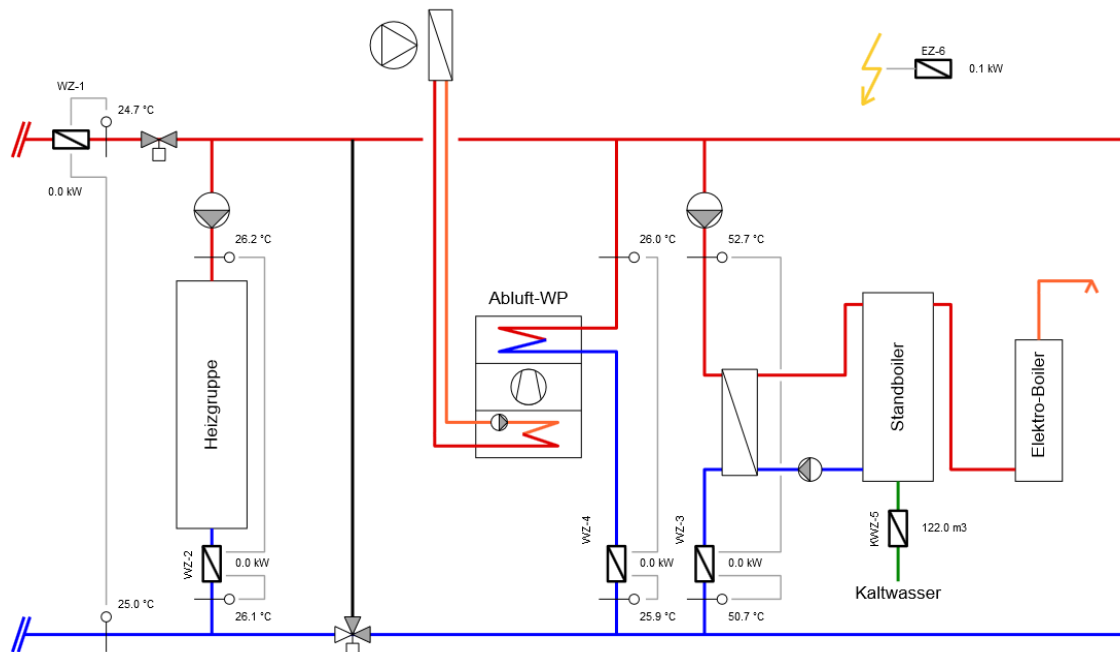 EZ-6
0.1 kW
WZ-1
24.7 °C
0.0 kW
26.2 °C
26.0 °C
52.7 °C
Abluft-WP
Heizgruppe
Standboiler
Elektro-Boiler
WZ-2
0.0 kW
WZ-4
0.0 kW
WZ-3
0.0 kW
KWZ-5
122.0 m3
Kaltwasser
25.0 °C
26.1 °C
25.9 °C
50.7 °C